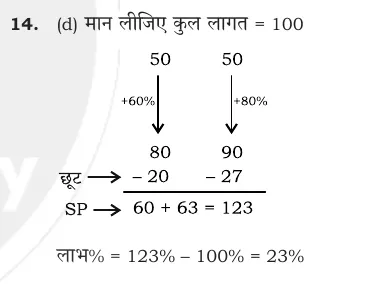 14. (d) मान लीजिए कुल लागत = 100
50 50
+60% +80%
80 90
छूट – 20 – 27
SP 60 + 63 = 123
लाभ% = 123% – 100% = 23%